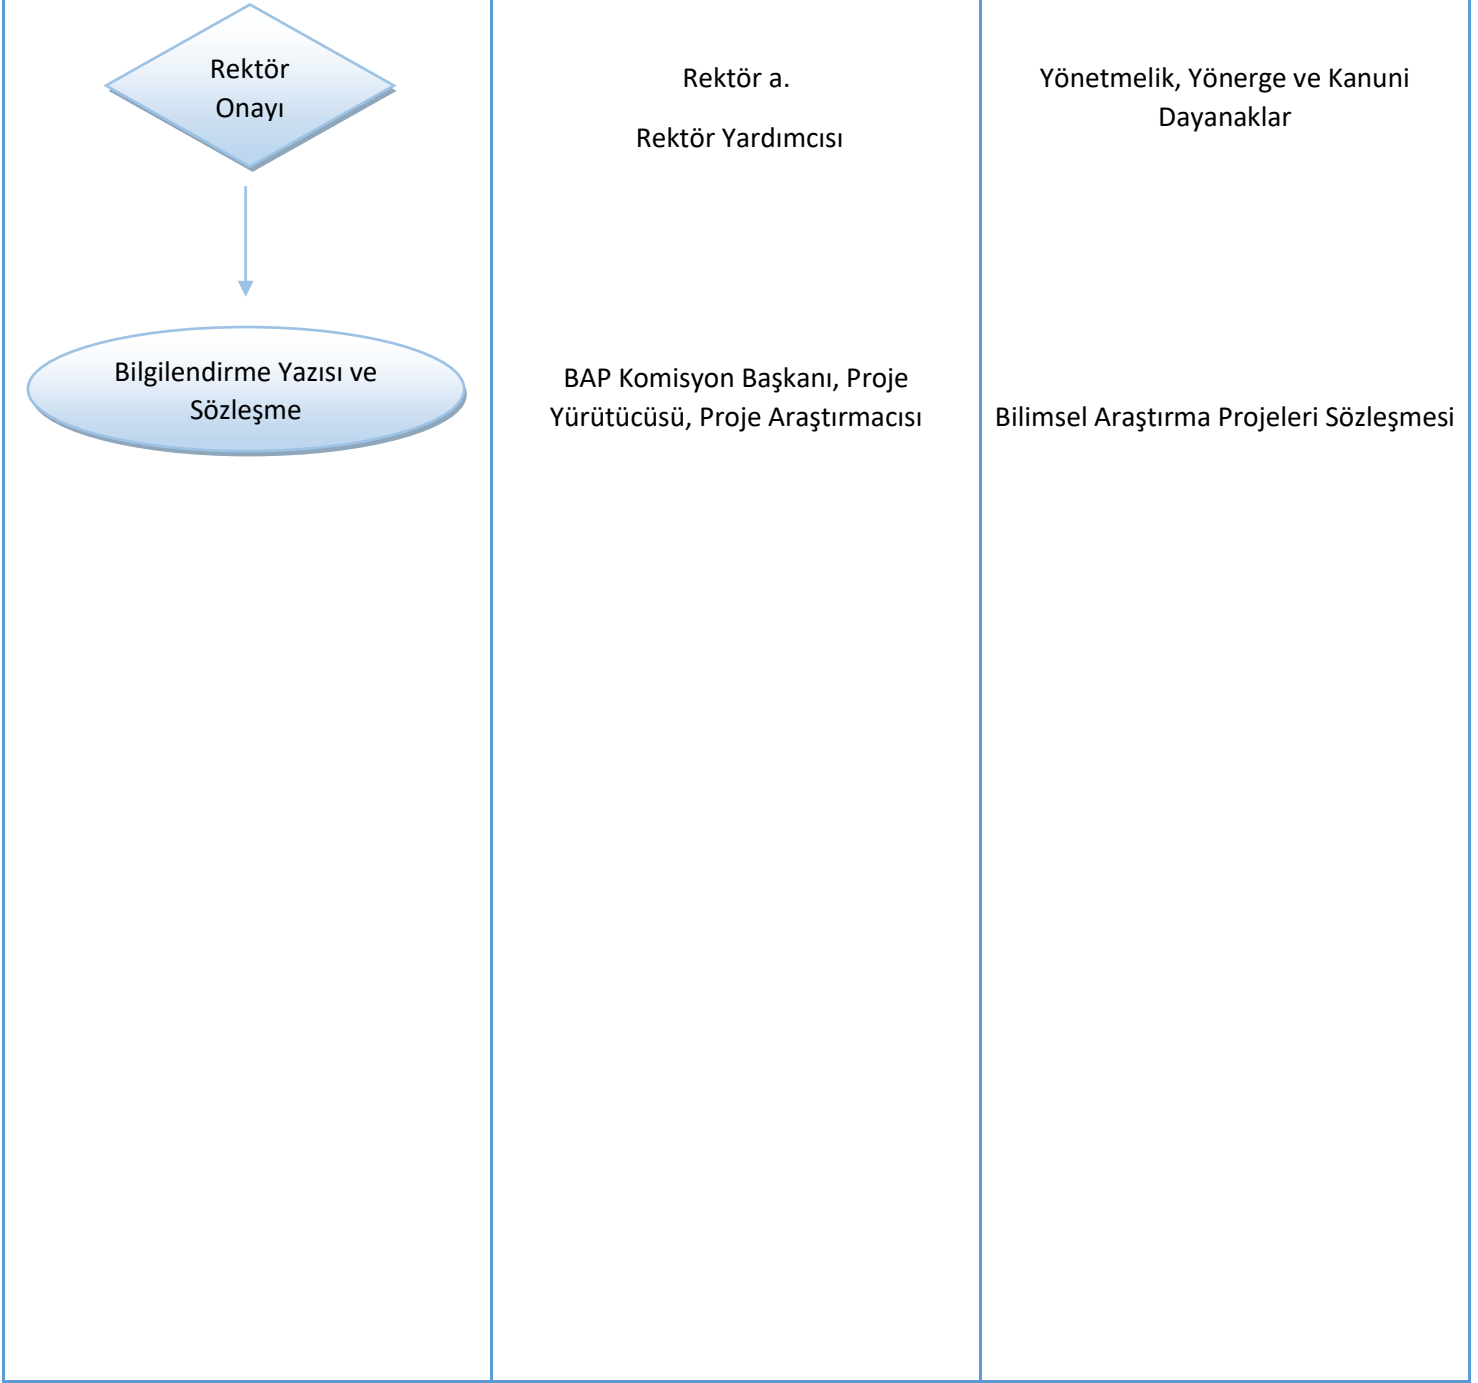 Rektör
Onayı
Rektör a.
Rektör Yardımcısı
Yönetmelik, Yönerge ve Kanuni
Dayanaklar
Bilgilendirme Yazısı ve
Sözleşme
BAP Komisyon Başkanı, Proje
Yürütücüsü, Proje Araştırmacısı
Bilimsel Araştırma Projeleri Sözleşmesi